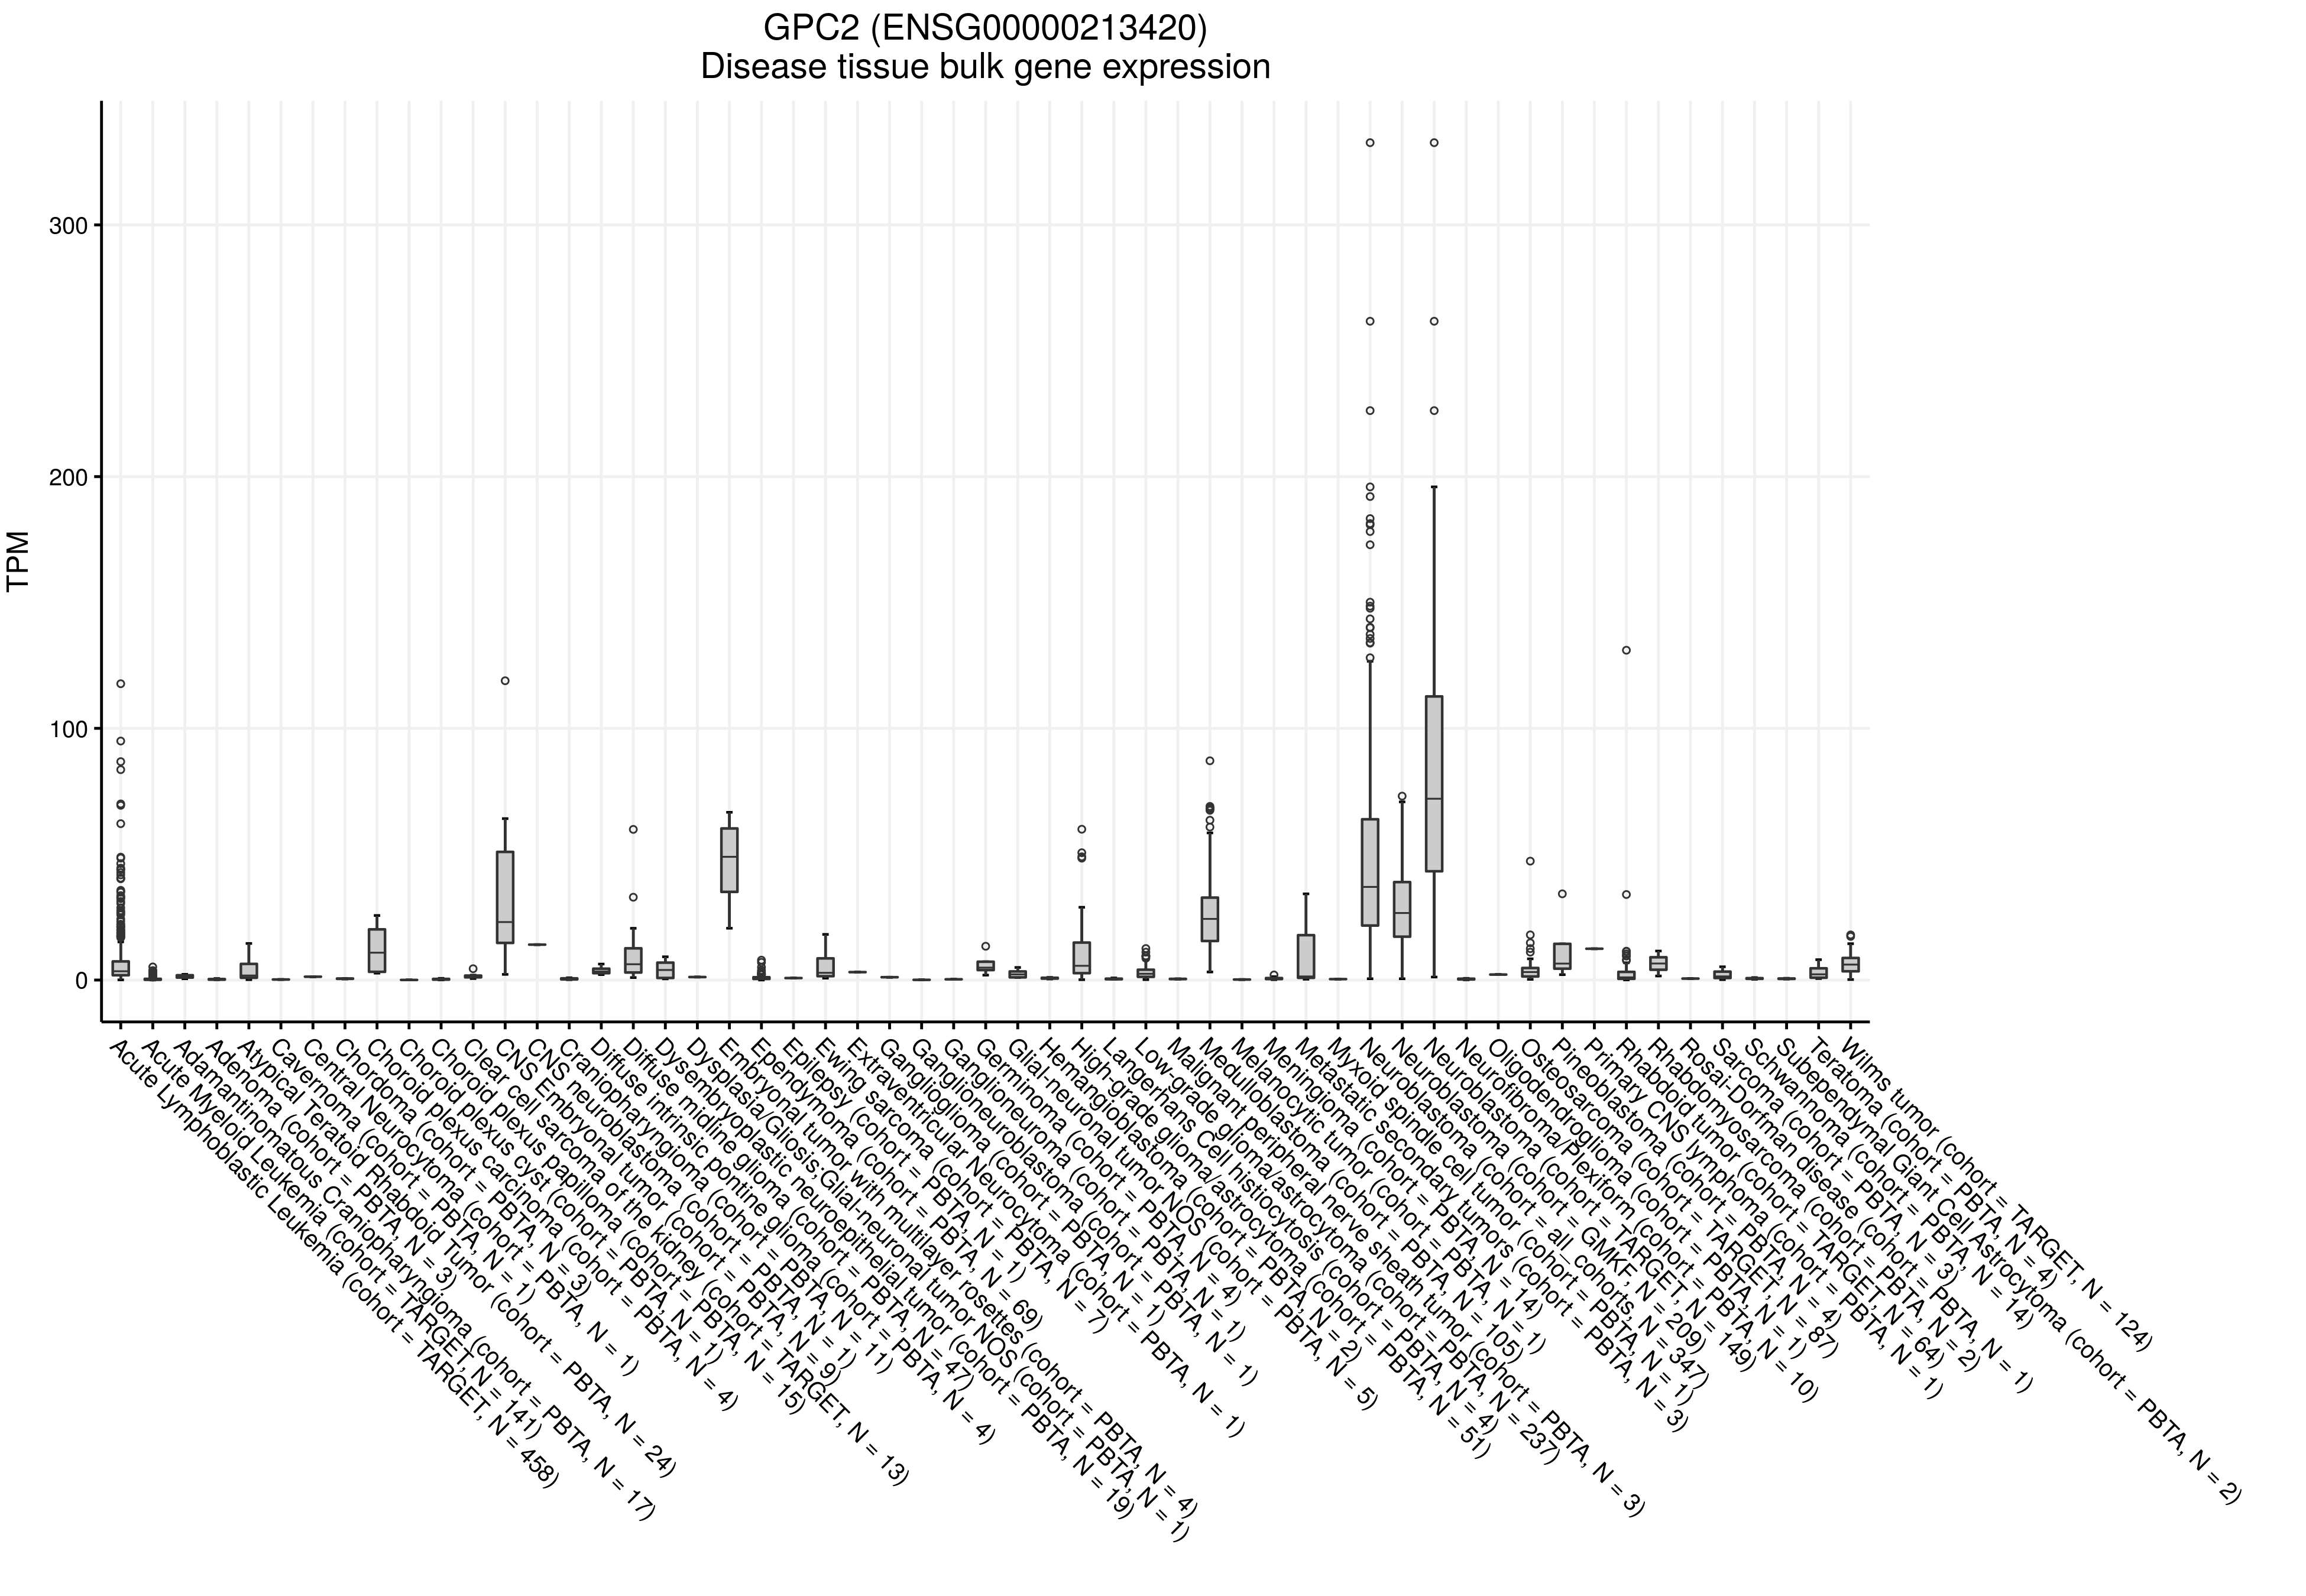 GPC2 (ENSG00000213420)
Disease tissue bulk gene expression
TPM
300
200
100
0
Acute Lymphoblastic Leukemia (cohort = TARGET, N = 458)
Acute Myeloid Leukemia (cohort = TARGET, N = 141)
Adamantinomatous Craniopharyngioma (cohort = PBTA, N = 17)
Adenoma (cohort = PBTA, N = 3)
Atypical Teratoid Rhabdoid Tumor (cohort = PBTA, N = 24)
Cavernoma (cohort = PBTA, N = 1)
Central Neurocytoma (cohort = PBTA, N = 1)
Chordoma (cohort = PBTA, N = 3)
Choroid plexus carcinoma (cohort = PBTA, N = 4)
Choroid plexus cyst (cohort = PBTA, N = 1)
Choroid plexus papilloma (cohort = PBTA, N = 15)
Clear cell sarcoma of the kidney (cohort = TARGET, N = 13)
CNS Embryonal tumor (cohort = PBTA, N = 9)
CNS neuroblastoma (cohort = PBTA, N = 1)
Craniopharyngioma (cohort = PBTA, N = 11)
Diffuse intrinsic pontine glioma (cohort = PBTA, N = 4)
Diffuse midline glioma (cohort = PBTA, N = 47)
Dysembryoplastic neuroepithelial tumor (cohort = PBTA, N = 19)
Dysplasia/Gliosis;Glial-neuronal tumor NOS (cohort = PBTA, N = 1)
Embryonal tumor with multilayer rosettes (cohort = PBTA, N = 4)
Ependymoma (cohort = PBTA, N = 69)
Epilepsy (cohort = PBTA, N = 1)
Ewing sarcoma (cohort = PBTA, N = 7)
Extraventricular Neurocytoma (cohort = PBTA, N = 1)
Ganglioglioma (cohort = PBTA, N = 1)
Ganglioneuroblastoma (cohort = PBTA, N = 1)
Ganglioneuroma (cohort = PBTA, N = 1)
Germinoma (cohort = PBTA, N = 4)
Glial-neuronal tumor NOS (cohort = PBTA, N = 5)
Hemangioblastoma (cohort = PBTA, N = 2)
High-grade glioma/astrocytoma (cohort = PBTA, N = 51)
Langerhans Cell histiocytosis (cohort = PBTA, N = 4)
Low-grade glioma/astrocytoma (cohort = PBTA, N = 237)
Malignant peripheral nerve sheath tumor (cohort = PBTA, N = 3)
Medulloblastoma (cohort = PBTA, N = 105)
Melanocytic tumor (cohort = PBTA, N = 1)
Meningioma (cohort = PBTA, N = 14)
Metastatic secondary tumors (cohort = PBTA, N = 3)
Myxoid spindle cell tumor (cohort = PBTA, N = 1)
Neuroblastoma (cohort = all_cohorts, N = 347)
Neuroblastoma (cohort = GMKF, N = 209)
Neuroblastoma (cohort = TARGET, N = 149)
Neurofibroma/Plexiform (cohort = PBTA, N = 10)
Oligodendroglioma (cohort = PBTA, N = 1)
Osteosarcoma (cohort = TARGET, N = 87)
Pineoblastoma (cohort = PBTA, N = 4)
Primary CNS lymphoma (cohort = PBTA, N = 1)
Rhabdoid tumor (cohort = TARGET, N = 64)
Rhabdomyosarcoma (cohort = PBTA, N = 2)
Rosai-Dorfman disease (cohort = PBTA, N = 1)
Sarcoma (cohort = PBTA, N = 3)
Schwannoma (cohort = PBTA, N = 14)
Subependymal Giant Cell Astrocytoma (cohort = PBTA, N = 2)
Teratoma (cohort = PBTA, N = 4)
Wilms tumor (cohort = TARGET, N = 124)